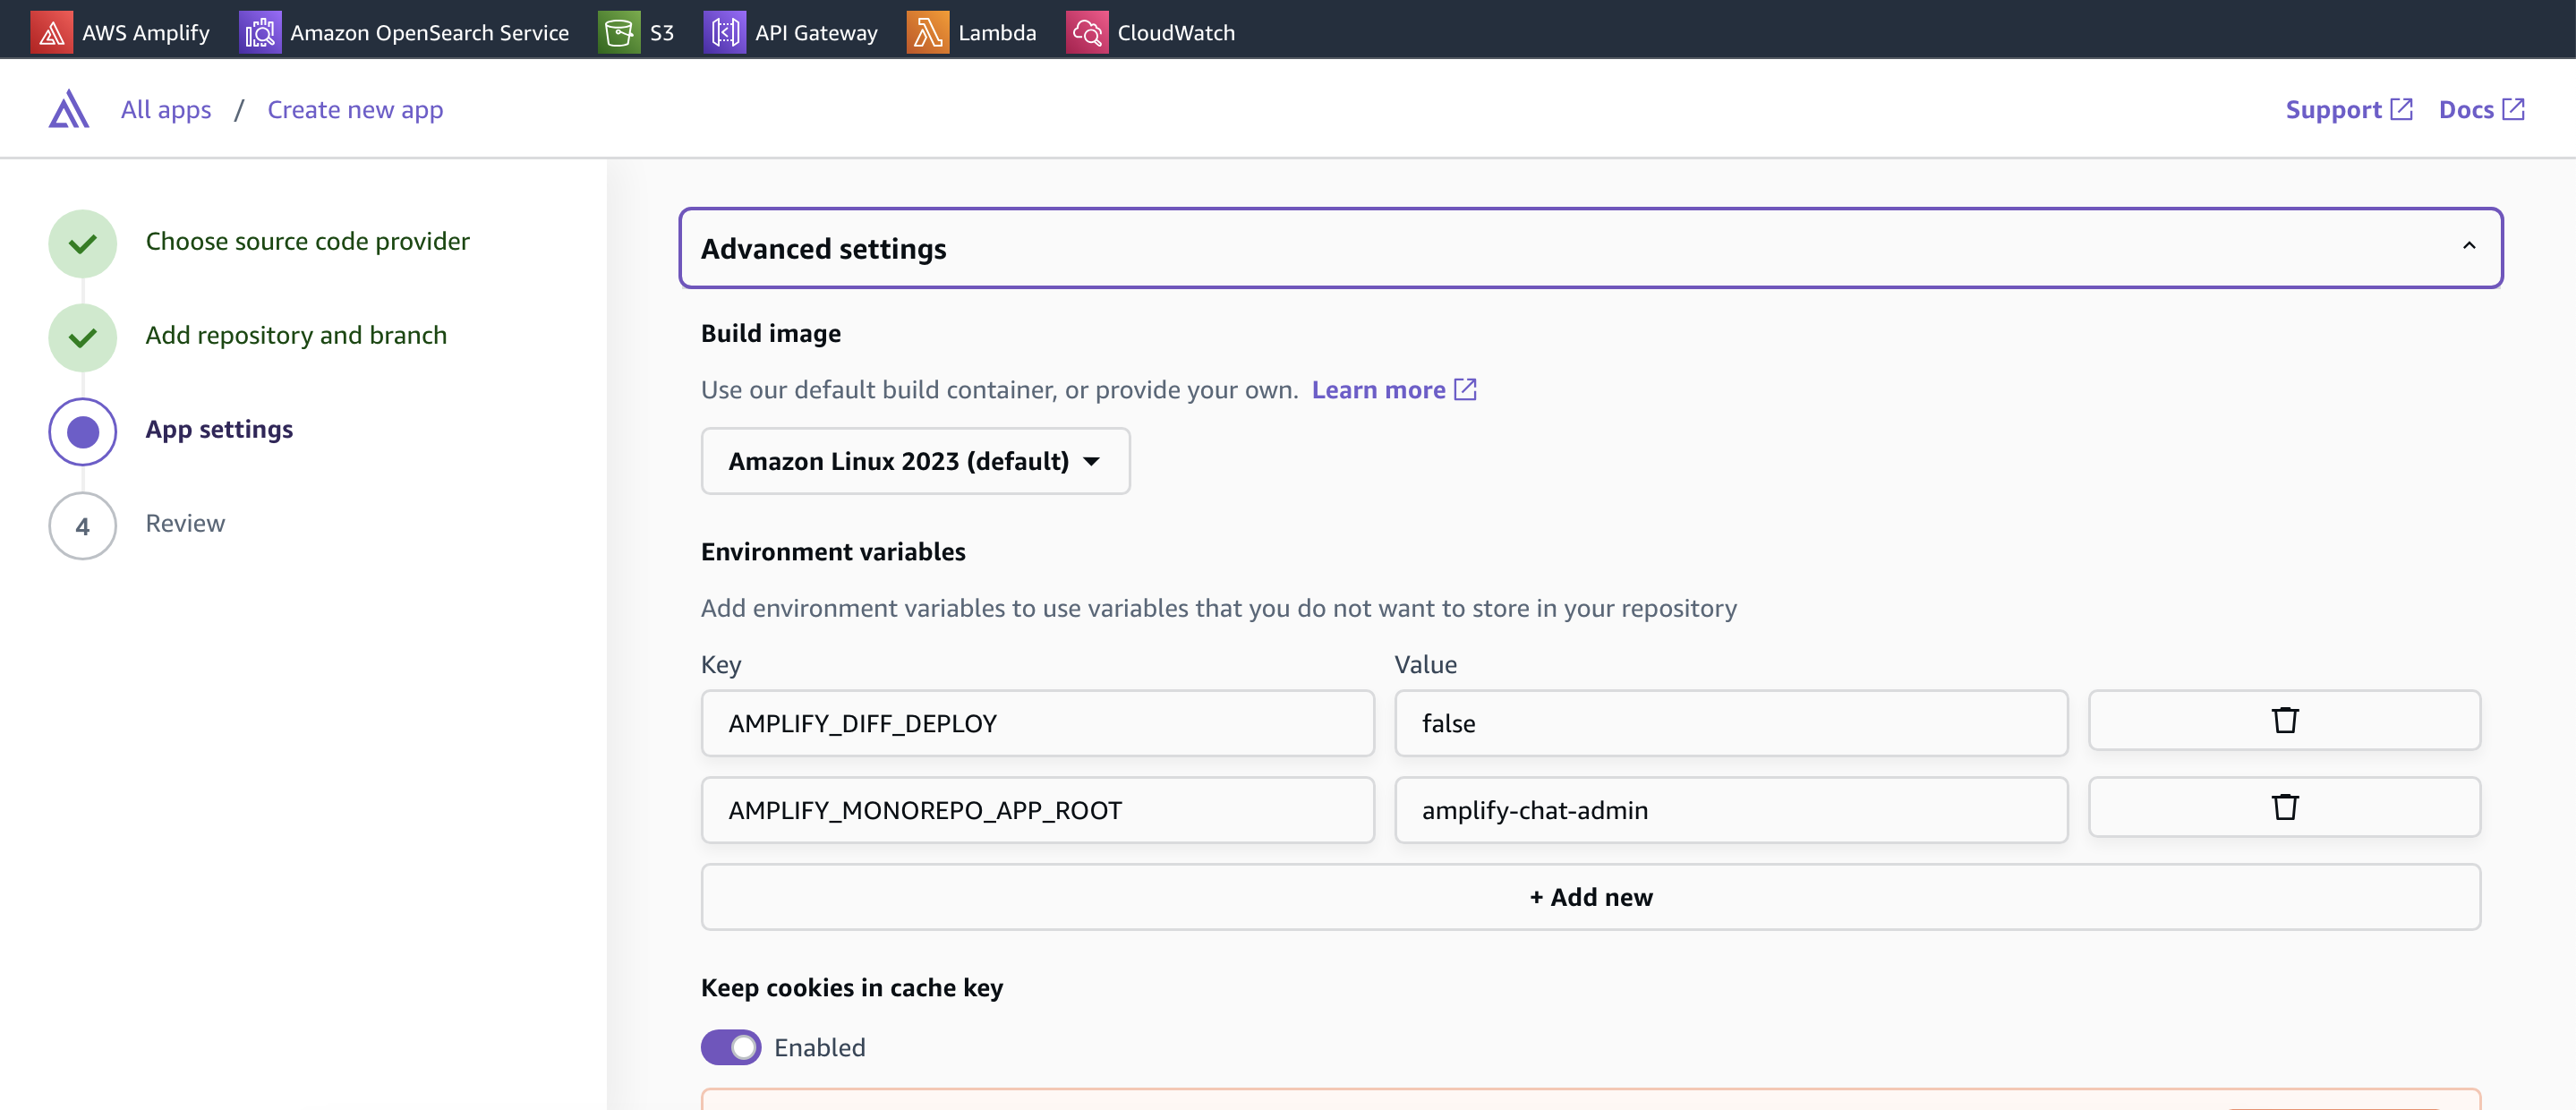 AWS Amplify Amazon OpenSearch Service S3 API Gateway Lambda CloudWatch
All apps / Create new app Support Docs
Choose source code provider
Add repository and branch
App settings
4 Review
Advanced settings
Build image
Use our default build container, or provide your own. Learn more
Amazon Linux 2023 (default)
Environment variables
Add environment variables to use variables that you do not want to store in your repository
Key Value
AMPLIFY_DIFF_DEPLOY false
AMPLIFY_MONOREPO_APP_ROOT amplify-chat-admin
+ Add new
Keep cookies in cache key
Enabled